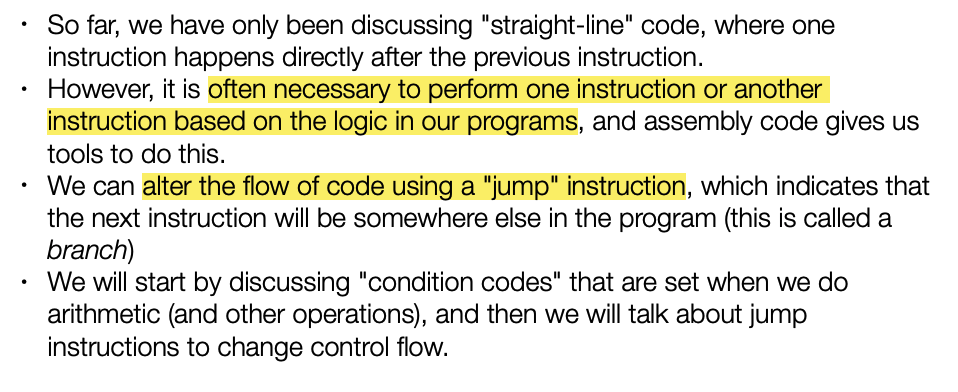 • So far, we have only been discussing "straight-line" code, where one
instruction happens directly after the previous instruction.
• However, it is often necessary to perform one instruction or another
instruction based on the logic in our programs, and assembly code gives us
tools to do this.
• We can alter the flow of code using a "jump" instruction, which indicates that
the next instruction will be somewhere else in the program (this is called a
branch)
• We will start by discussing "condition codes" that are set when we do
arithmetic (and other operations), and then we will talk about jump
instructions to change control flow.